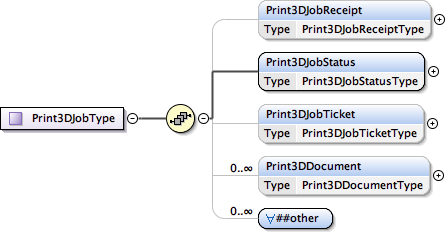 Print3DJobReceipt
Type Print3DJobReceiptType
Print3DJobStatus
Type Print3DJobStatusType
Print3DJobType
Print3DJobTicket
Type Print3DJobTicketType
0..∞
Print3DDocument
Type Print3DDocumentType
0..∞
∀##other